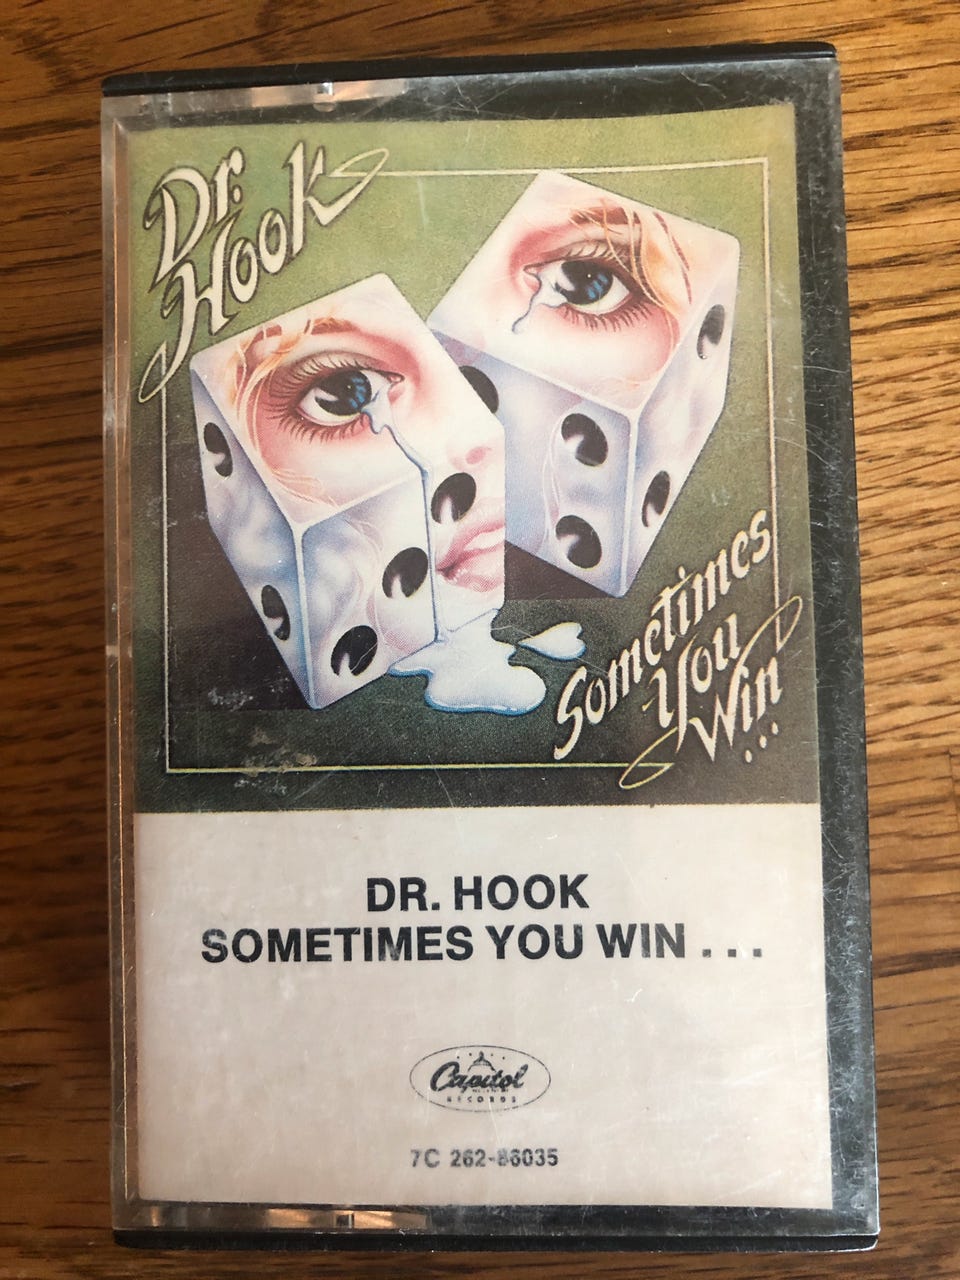 Dr.
Hook
Sometimes
You
Win
...
DR. HOOK
SOMETIMES YOU WIN . . .
Capitol
RECORDS
7C 262-86035